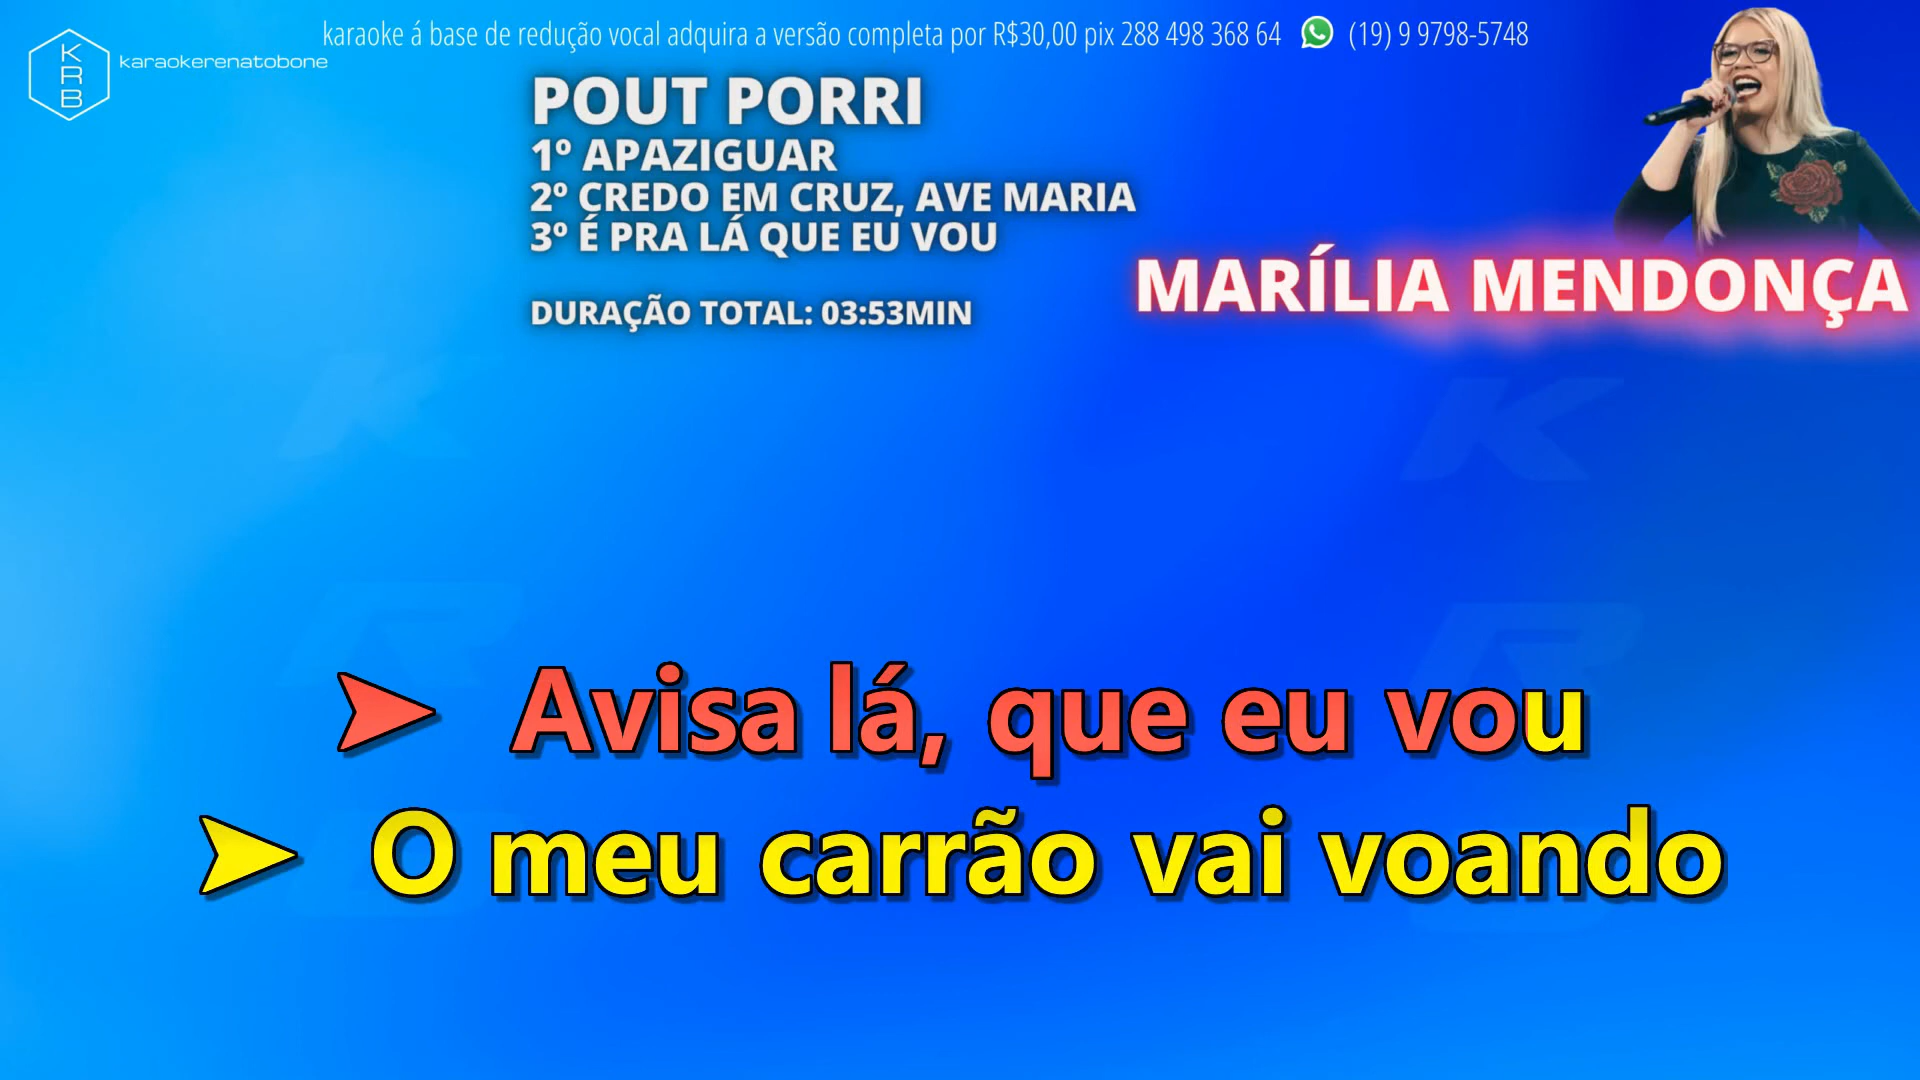 karaoke á base de redução vocal adquira a versão completa por R$30,00 pix 288 498 368 64 (19) 9 9798-5748
KRB
karaokerenatobone
POUT PORRI
1º APAZIGUAR
2º CREDO EM CRUZ, AVE MARIA
3º É PRA LÁ QUE EU VOU
DURAÇÃO TOTAL: 03:53MIN
MARÍLIA MENDONÇA
K
K
R
R
➤ Avisa lá, que eu vou
➤ O meu carrão vai voando